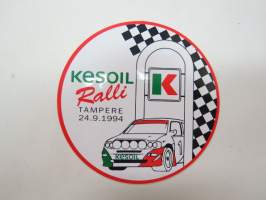 KESOIL
Ralli
TAMPERE
24.9.1994
K
KESOIL